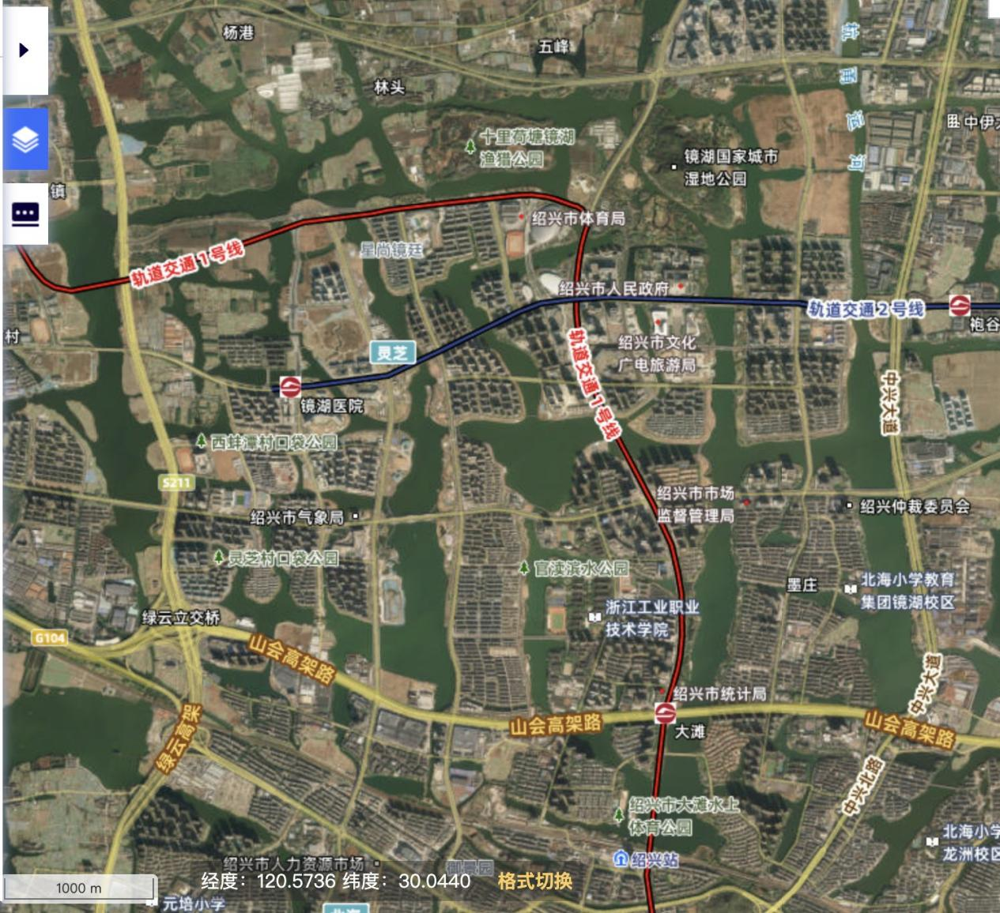 杨港
五峰
林头
杭
甬
运
河
中伊大
十里荷塘镜湖
渔猎公园
镜湖国家城市
湿地公园
镇
绍兴市体育局
轨道交通1号线
星尚镜廷
绍兴市人民政府
轨道交通2号线
袍谷
村
灵芝
轨道交通1号线
绍兴市文化
广电旅游局
中兴大道
镜湖医院
西蚌潭村口袋公园
S211
绍兴市市场
监督管理局
绍兴仲裁委员会
绍兴市气象局
灵芝村口袋公园
官渎滨水公园
墨庄
北海小学教育
集团镜湖校区
浙江工业职业
技术学院
绿云立交桥
G104
山会高架路
中兴大道
绍兴市统计局
山会高架路
山会高架路
大滩
绿云高架
中兴北路
绍兴市大滩水上
体育公园
北海小学
龙洲校区
绍兴站
绍兴市人力资源市场
御景园
经度：120.5736 纬度：30.0440 格式切换
1000 m
元培小学
北海